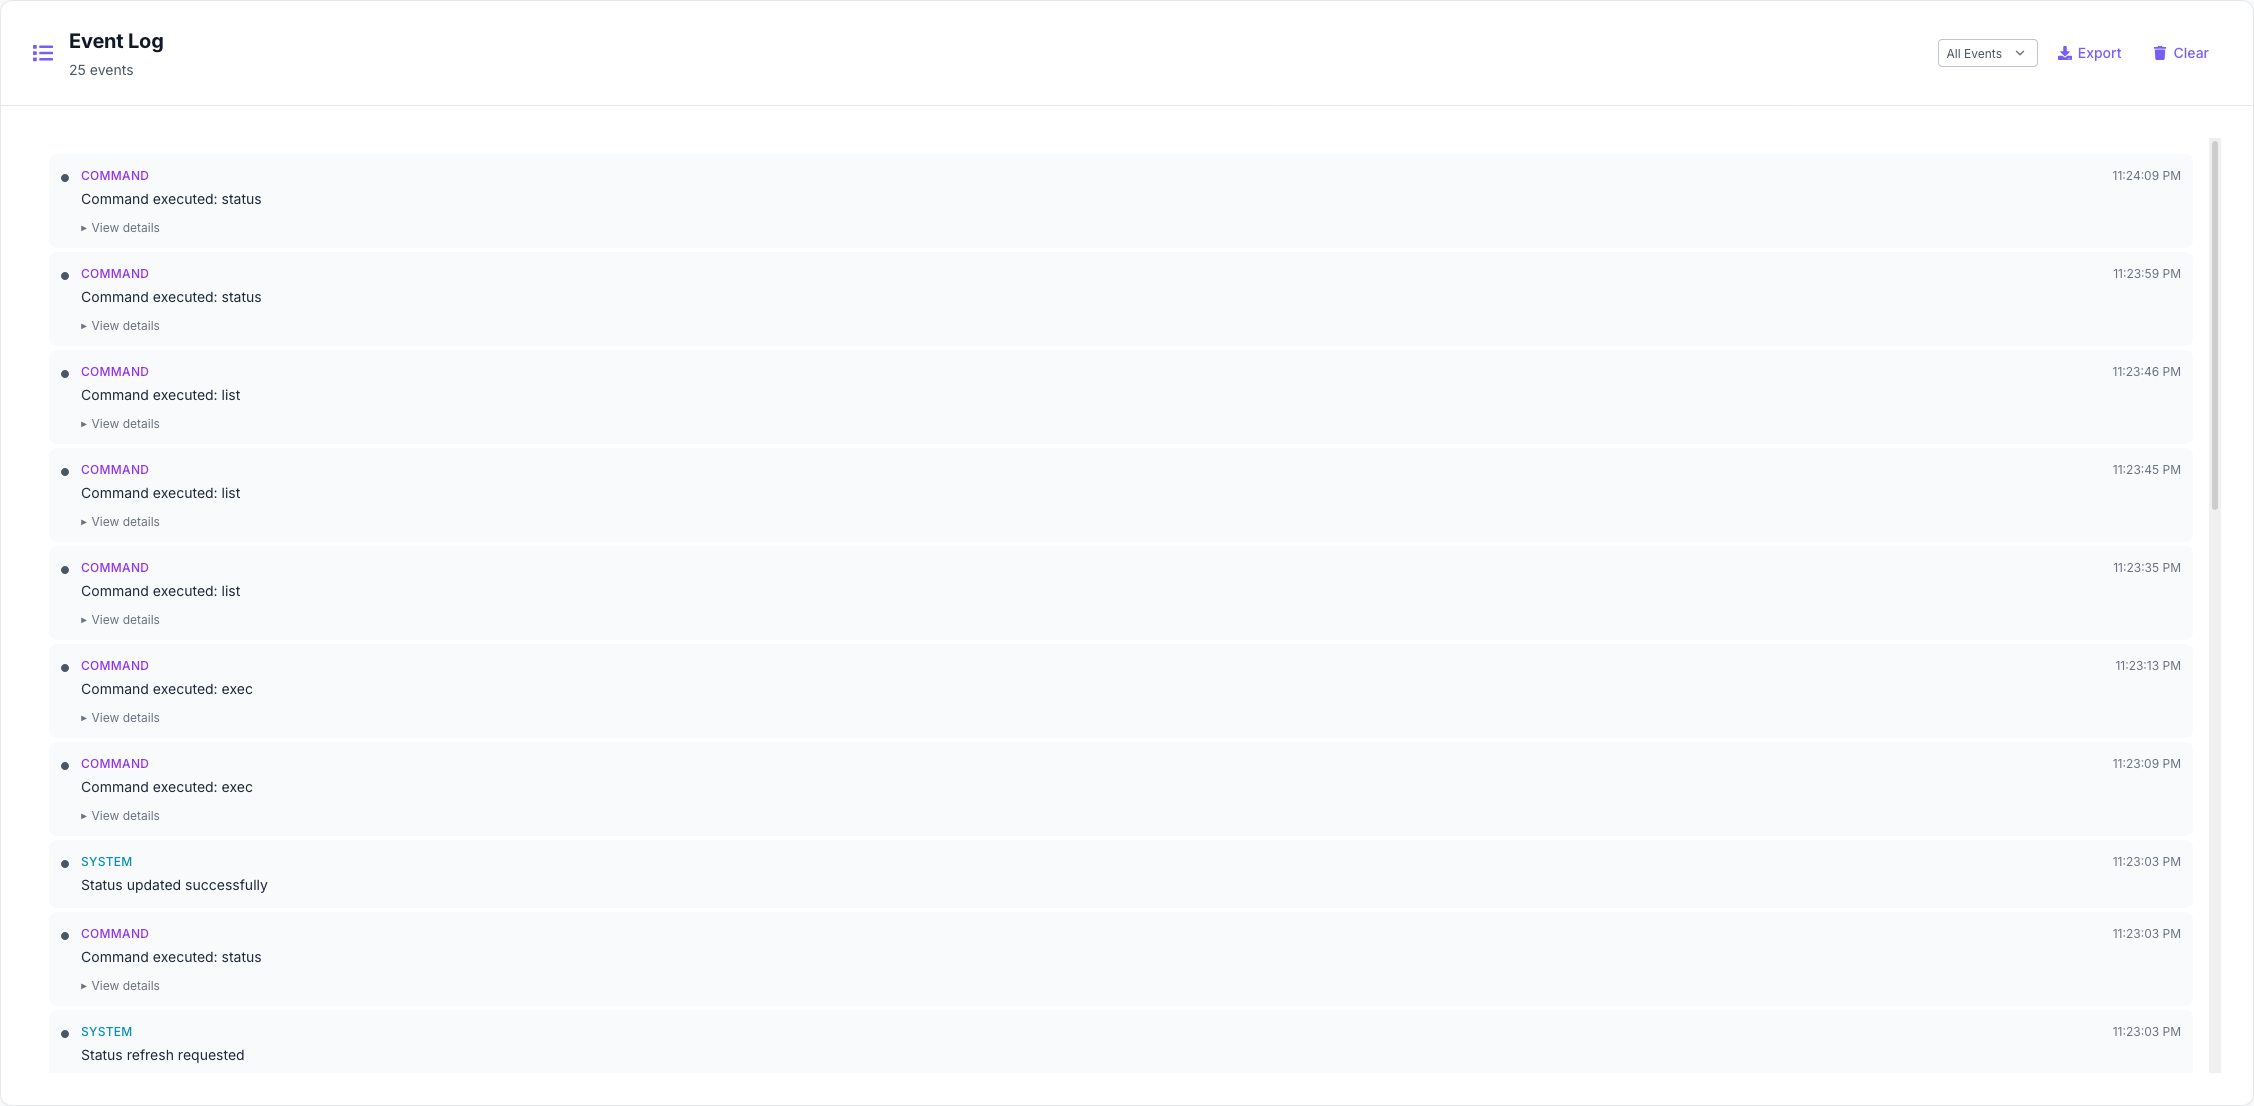 Event Log
25 events
All Events
Export
Clear
COMMAND
11:24:09 PM
Command executed: status
▸ View details
COMMAND
11:23:59 PM
Command executed: status
▸ View details
COMMAND
11:23:46 PM
Command executed: list
▸ View details
COMMAND
11:23:45 PM
Command executed: list
▸ View details
COMMAND
11:23:35 PM
Command executed: list
▸ View details
COMMAND
11:23:13 PM
Command executed: exec
▸ View details
COMMAND
11:23:09 PM
Command executed: exec
▸ View details
SYSTEM
11:23:03 PM
Status updated successfully
COMMAND
11:23:03 PM
Command executed: status
▸ View details
SYSTEM
11:23:03 PM
Status refresh requested